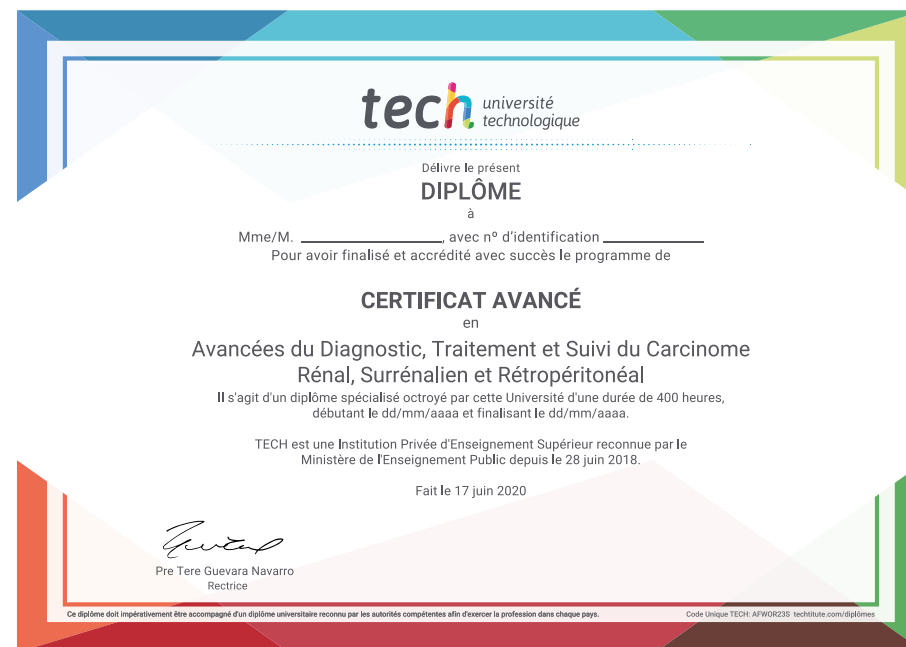 tech université
technologique
Délivre le présent
DIPLÔME
à
Mme/M. ____________________, avec nº d'identification ______________
Pour avoir finalisé et accrédité avec succès le programme de
CERTIFICAT AVANCÉ
en
Avancées du Diagnostic, Traitement et Suivi du Carcinome
Rénal, Surrénalien et Rétropéritonéal
Il s'agit d'un diplôme spécialisé octroyé par cette Université d'une durée de 400 heures,
débutant le dd/mm/aaaa et finalisant le dd/mm/aaaa.
TECH est une Institution Privée d'Enseignement Supérieur reconnue par le
Ministère de l'Enseignement Public depuis le 28 juin 2018.
Fait le 17 juin 2020
Pre Tere Guevara Navarro
Rectrice
Ce diplôme doit impérativement être accompagné d'un diplôme universitaire reconnu par les autorités compétentes afin d'exercer la profession dans chaque pays.
Code Unique TECH: AFWOR23S techtitute.com/diplômes